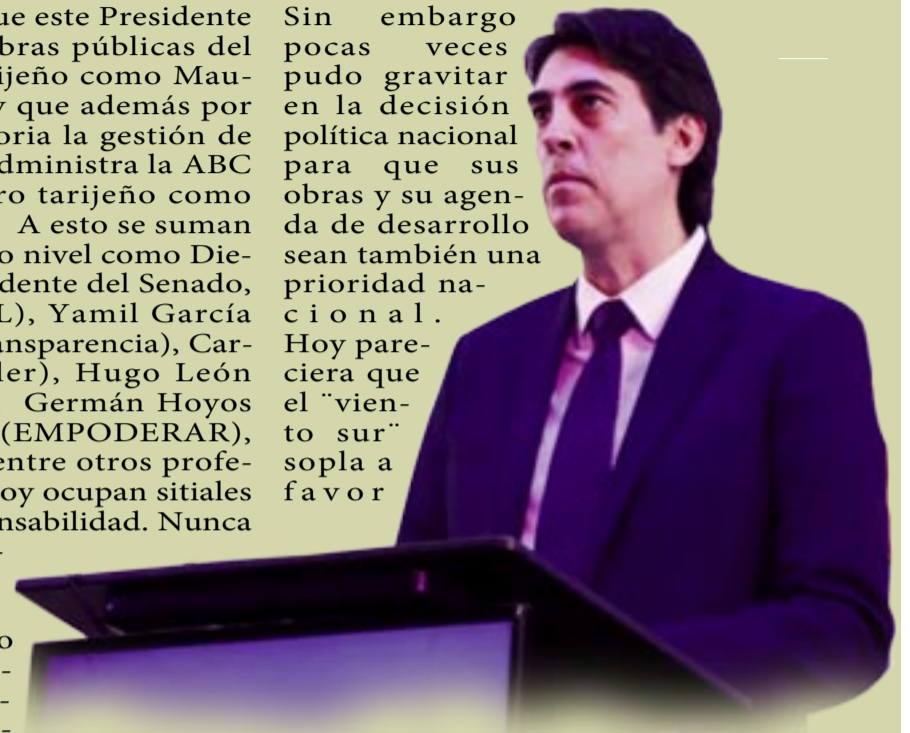 ue este Presidente
bras públicas del
ijeño como Mau-
y que además por
oria la gestión de
dministra la ABC
ro tarijeño como
A esto se suman
o nivel como Die-
dente del Senado,
L), Yamil García
ansparencia), Car-
ler), Hugo León
Germán Hoyos
(EMPODERAR),
entre otros profe-
oy ocupan sitiales
nsabilidad. Nunca
-
o
-
-
-
Sin embargo
pocas veces
pudo gravitar
en la decisión
política nacional
para que sus
obras y su agen-
da de desarrollo
sean también una
prioridad na-
cional.
Hoy pare-
ciera que
el ¨vien-
to sur¨
sopla a
favor